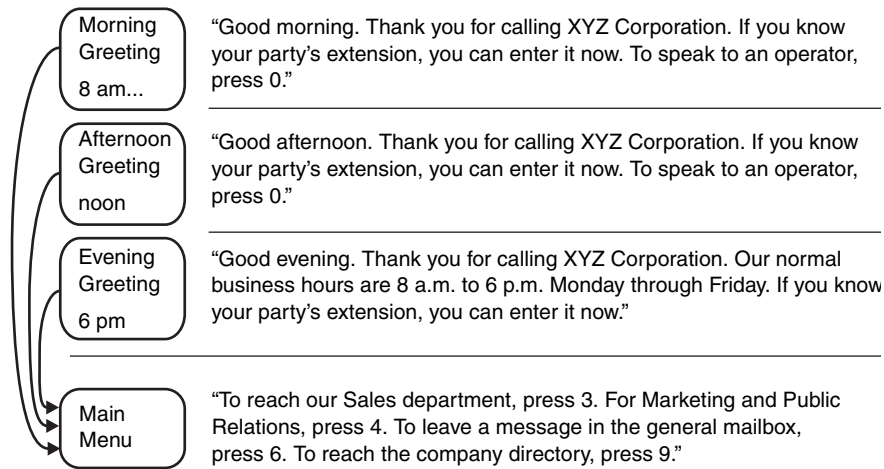 Morning
Greeting
8 am...
“Good morning. Thank you for calling XYZ Corporation. If you know
your party’s extension, you can enter it now. To speak to an operator,
press 0.”
Afternoon
Greeting
noon
“Good afternoon. Thank you for calling XYZ Corporation. If you know
your party’s extension, you can enter it now. To speak to an operator,
press 0.”
Evening
Greeting
6 pm
“Good evening. Thank you for calling XYZ Corporation. Our normal
business hours are 8 a.m. to 6 p.m. Monday through Friday. If you know
your party’s extension, you can enter it now.”
Main
Menu
“To reach our Sales department, press 3. For Marketing and Public
Relations, press 4. To leave a message in the general mailbox,
press 6. To reach the company directory, press 9.”